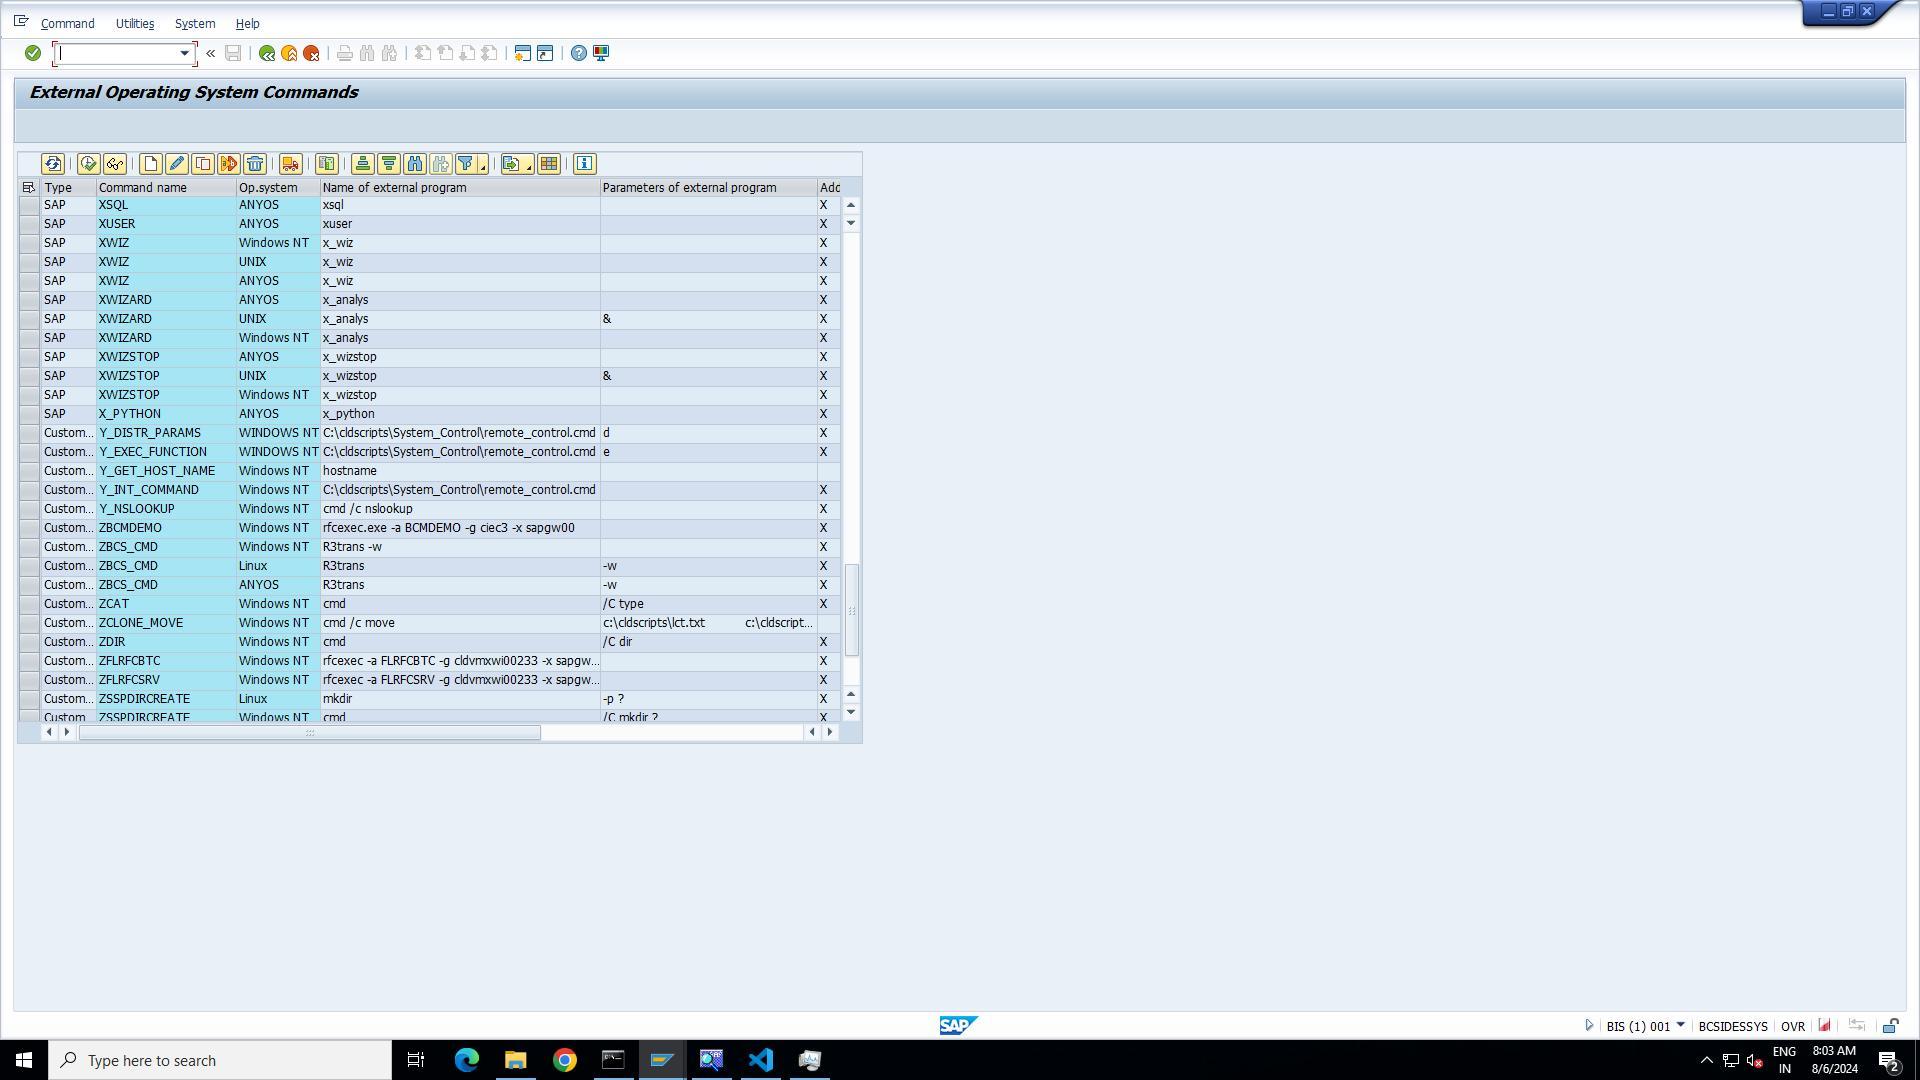 Command Utilities System Help
External Operating System Commands
Type Command name Op.system Name of external program Parameters of external program Add
SAP XSQL ANYOS xsql X
SAP XUSER ANYOS xuser X
SAP XWIZ Windows NT x_wiz X
SAP XWIZ UNIX x_wiz X
SAP XWIZ ANYOS x_wiz X
SAP XWIZARD ANYOS x_analys X
SAP XWIZARD UNIX x_analys & X
SAP XWIZARD Windows NT x_analys X
SAP XWIZSTOP ANYOS x_wizstop X
SAP XWIZSTOP UNIX x_wizstop & X
SAP XWIZSTOP Windows NT x_wizstop X
SAP X_PYTHON ANYOS x_python X
Custom... Y_DISTR_PARAMS WINDOWS NT C:\cldscripts\System_Control\remote_control.cmd d X
Custom... Y_EXEC_FUNCTION WINDOWS NT C:\cldscripts\System_Control\remote_control.cmd e X
Custom... Y_GET_HOST_NAME Windows NT hostname
Custom... Y_INT_COMMAND Windows NT C:\cldscripts\System_Control\remote_control.cmd X
Custom... Y_NSLOOKUP Windows NT cmd /c nslookup X
Custom... ZBCMDEMO Windows NT rfcexec.exe -a BCMDEMO -g ciec3 -x sapgw00 X
Custom... ZBCS_CMD Windows NT R3trans -w X
Custom... ZBCS_CMD Linux R3trans -w X
Custom... ZBCS_CMD ANYOS R3trans -w X
Custom... ZCAT Windows NT cmd /C type X
Custom... ZCLONE_MOVE Windows NT cmd /c move c:\cldscripts\lct.txt c:\cldscript...
Custom... ZDIR Windows NT cmd /C dir X
Custom... ZFLRFCBTC Windows NT rfcexec -a FLRFCBTC -g cldvmxwi00233 -x sapgw... X
Custom... ZFLRFCSRV Windows NT rfcexec -a FLRFCSRV -g cldvmxwi00233 -x sapgw... X
Custom... ZSSPDIRCREATE Linux mkdir -p ? X
Custom ZSSPDIRCREATE Windows NT cmd /C mkdir ? X
SAP
BIS (1) 001 BCSIDESSYS OVR
Type here to search
ENG 8:03 AM
IN 8/6/2024 2